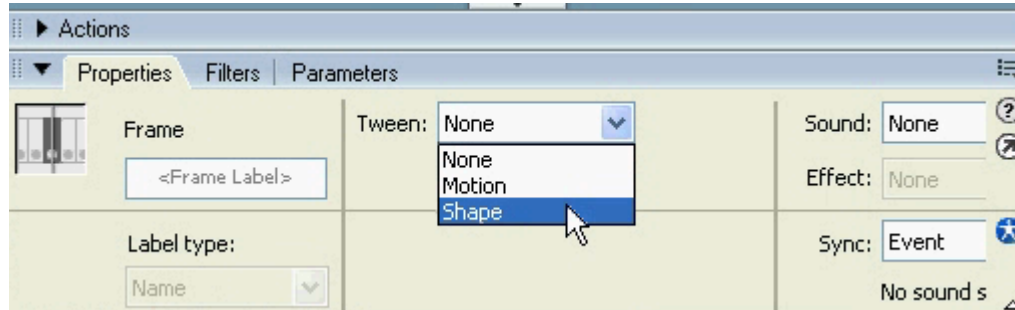 Actions
Properties Filters Parameters
Frame
<Frame Label>
Label type:
Name
Tween: None
None
Motion
Shape
Sound: None
Effect: None
Sync: Event
No sound s